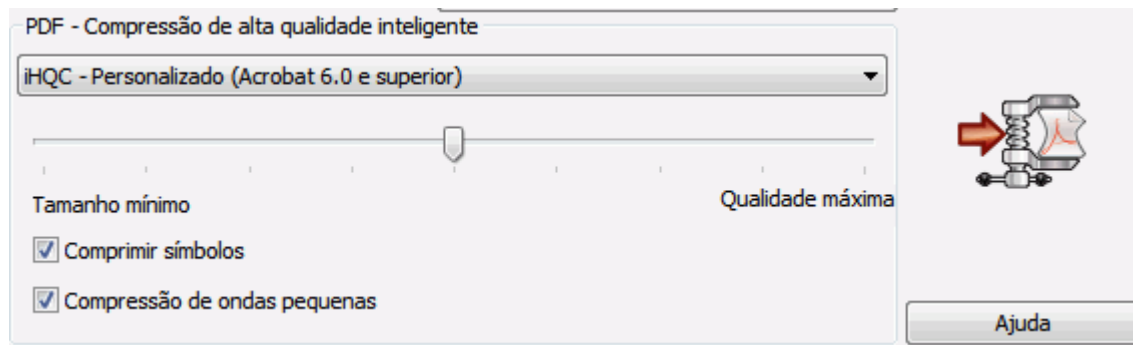 PDF - Compressão de alta qualidade inteligente
iHQC - Personalizado (Acrobat 6.0 e superior)
Tamanho mínimo
Qualidade máxima
Comprimir símbolos
Compressão de ondas pequenas
Ajuda